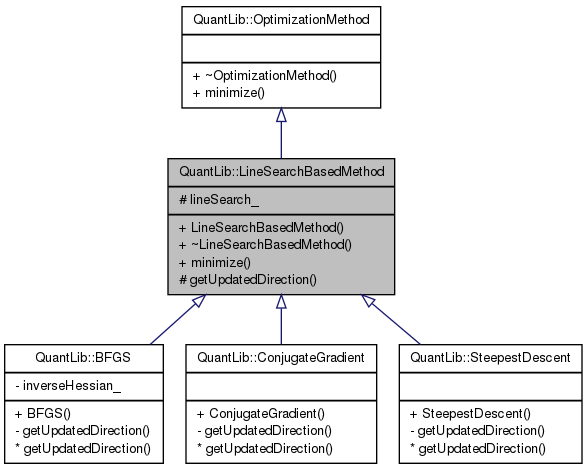 QuantLib::OptimizationMethod
+ ~OptimizationMethod()
+ minimize()
QuantLib::LineSearchBasedMethod
# lineSearch_
+ LineSearchBasedMethod()
+ ~LineSearchBasedMethod()
+ minimize()
# getUpdatedDirection()
QuantLib::BFGS
- inverseHessian_
+ BFGS()
- getUpdatedDirection()
* getUpdatedDirection()
QuantLib::ConjugateGradient
+ ConjugateGradient()
- getUpdatedDirection()
* getUpdatedDirection()
QuantLib::SteepestDescent
+ SteepestDescent()
- getUpdatedDirection()
* getUpdatedDirection()